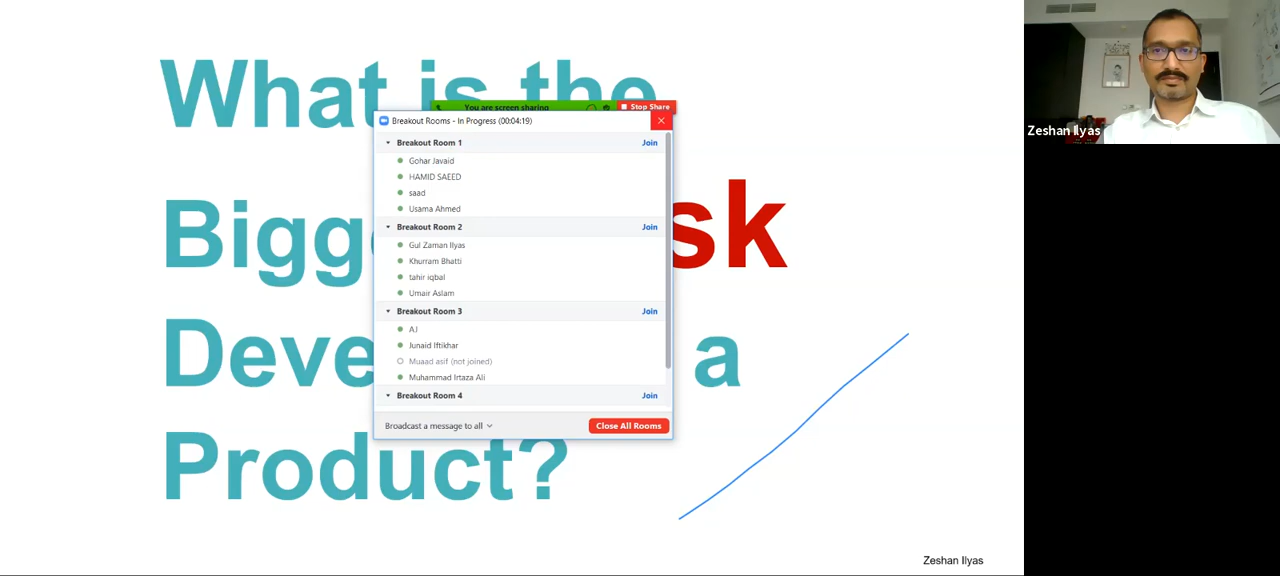 What is the
You are screen sharing
Stop Share
Breakout Rooms - In Progress (00:04:19)
Breakout Room 1 Join
Gohar Javaid
HAMID SAEED
saad
Usama Ahmed
Breakout Room 2 Join
Gul Zaman Ilyas
Khurram Bhatti
tahir iqbal
Umair Aslam
Breakout Room 3 Join
AJ
Junaid Iftikhar
Muaad asif (not joined)
Muhammad Irtaza Ali
Breakout Room 4 Join
Broadcast a message to all
Close All Rooms
Bigg sk
Deve a
Product?
Zeshan Ilyas
Zeshan Ilyas